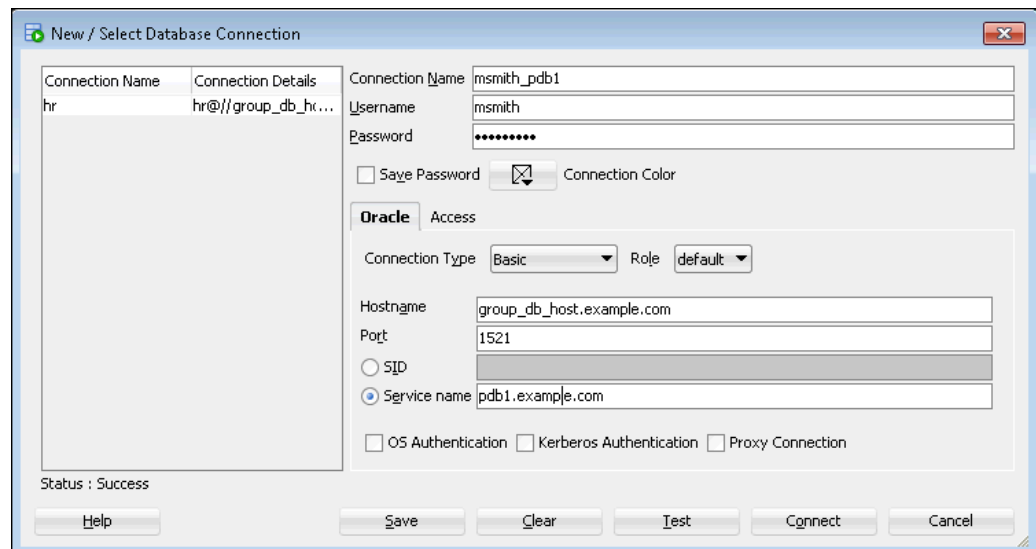 New / Select Database Connection
Connection Name Connection Details
hr hr@//group_db_h...
Connection Name msmith_pdb1
Username msmith
Password •••••••••
Save Password Connection Color
Oracle Access
Connection Type Basic Role default
Hostname group_db_host.example.com
Port 1521
SID
Service name pdb1.example.com
OS Authentication Kerberos Authentication Proxy Connection
Status : Success
Help Save Clear Test Connect Cancel